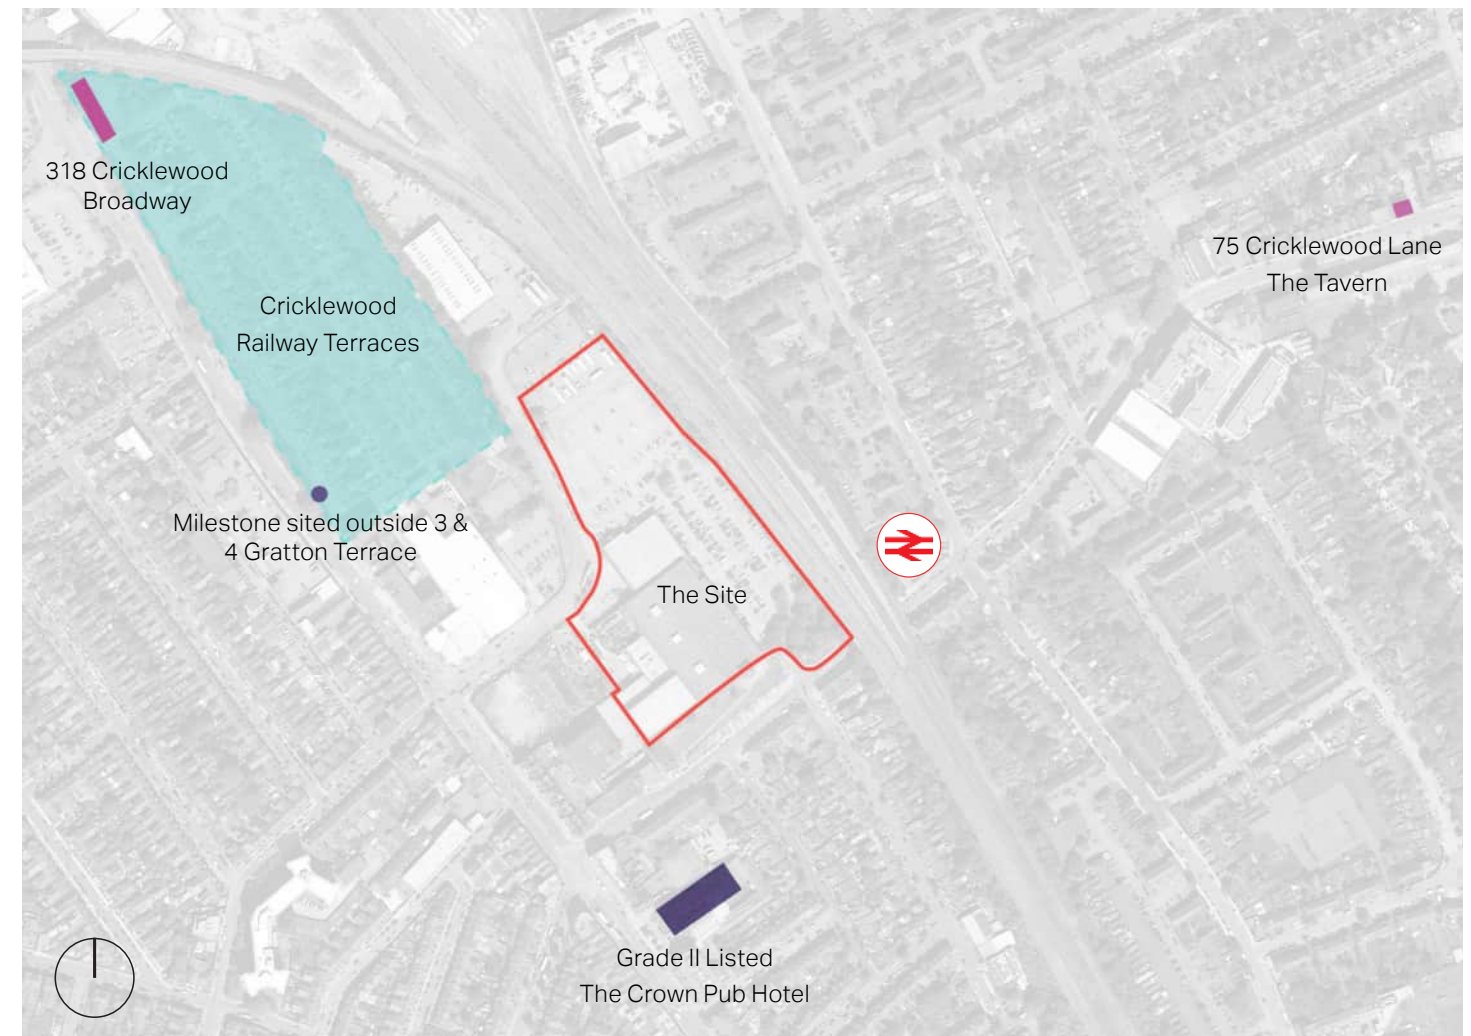 318 Cricklewood
Broadway
75 Cricklewood Lane
The Tavern
Cricklewood
Railway Terraces
Milestone sited outside 3 &
4 Gratton Terrace
The Site
Grade II Listed
The Crown Pub Hotel